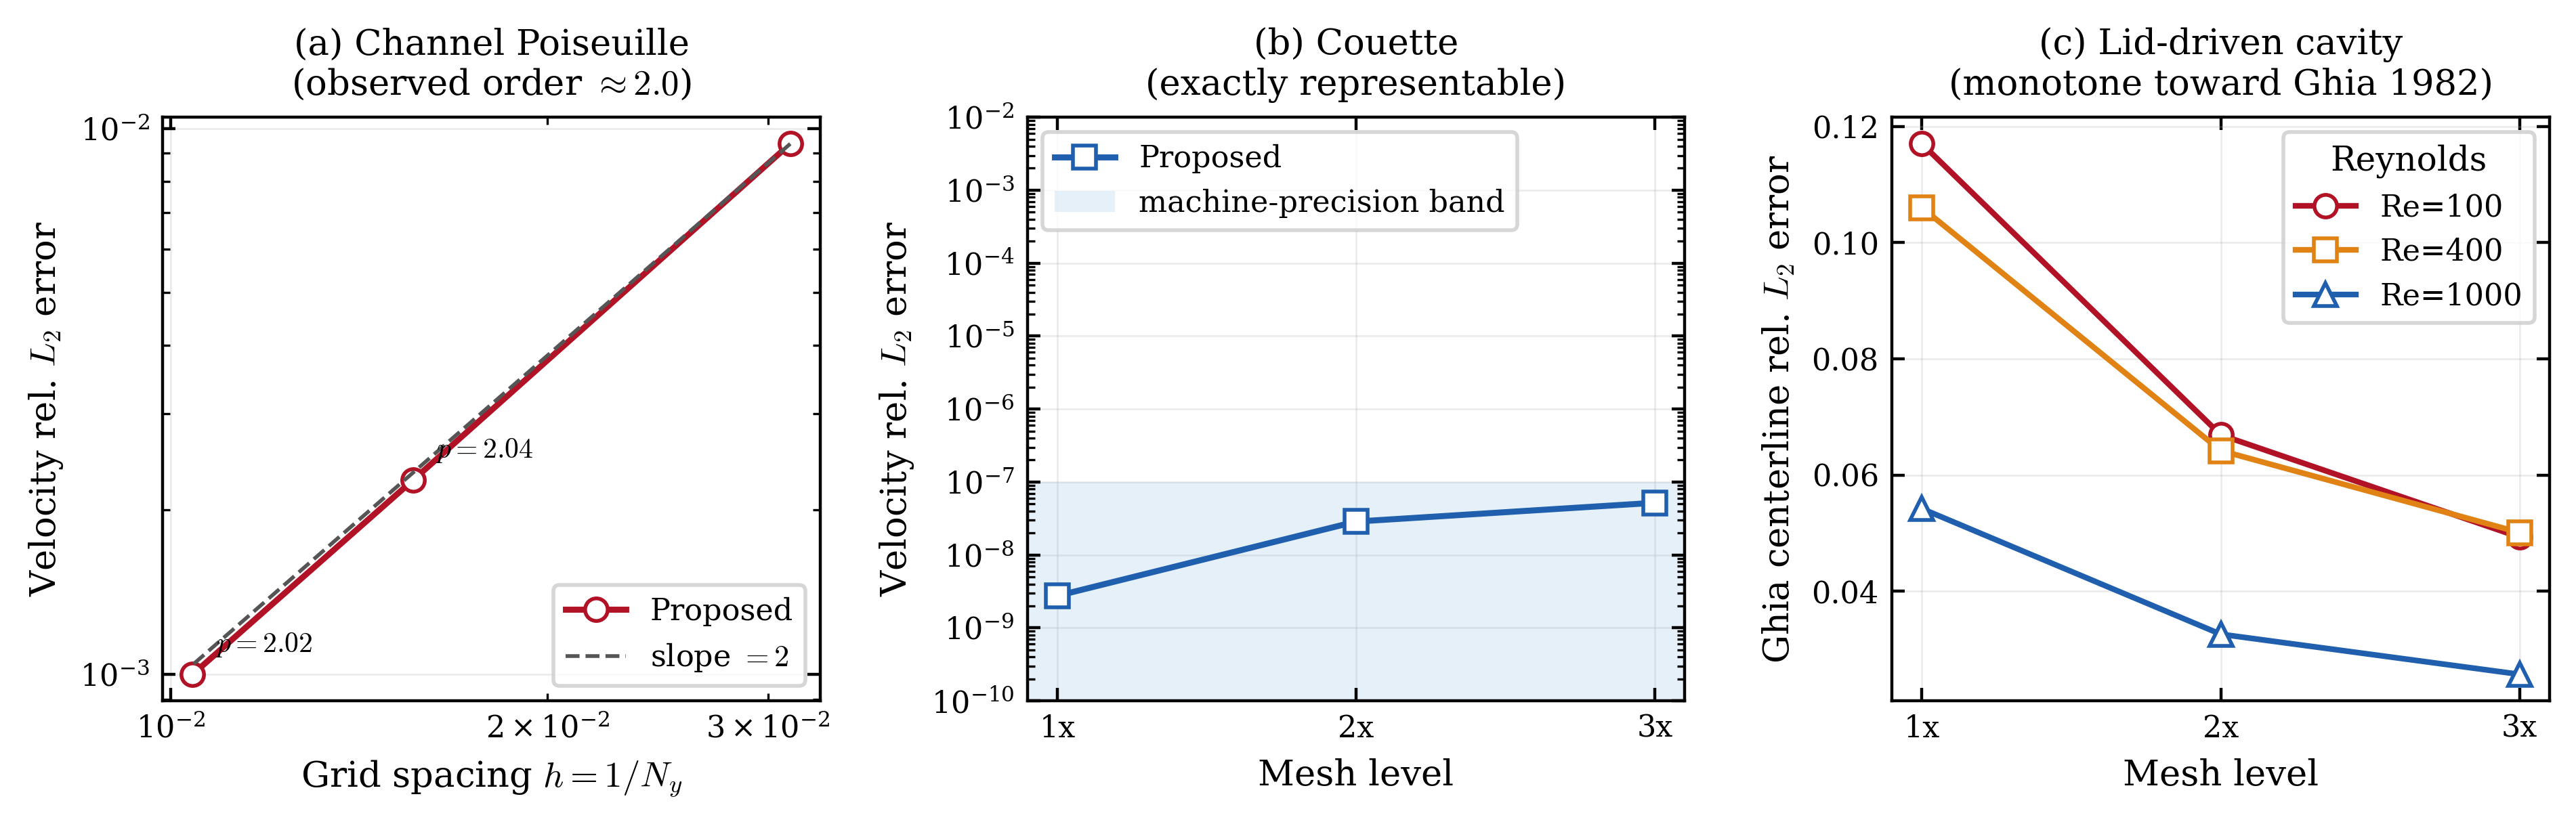 (a) Channel Poiseuille
(observed order ≈ 2.0)
10⁻²
10⁻³
Velocity rel. L₂ error
p = 2.04
p = 2.02
Proposed
slope = 2
10⁻²
2 × 10⁻²
3 × 10⁻²
Grid spacing h = 1/N_y
(b) Couette
(exactly representable)
10⁻²
10⁻³
10⁻⁴
10⁻⁵
10⁻⁶
10⁻⁷
10⁻⁸
10⁻⁹
10⁻¹⁰
Velocity rel. L₂ error
Proposed
machine-precision band
1x
2x
3x
Mesh level
(c) Lid-driven cavity
(monotone toward Ghia 1982)
0.12
0.10
0.08
0.06
0.04
Ghia centerline rel. L₂ error
Reynolds
Re=100
Re=400
Re=1000
1x
2x
3x
Mesh level